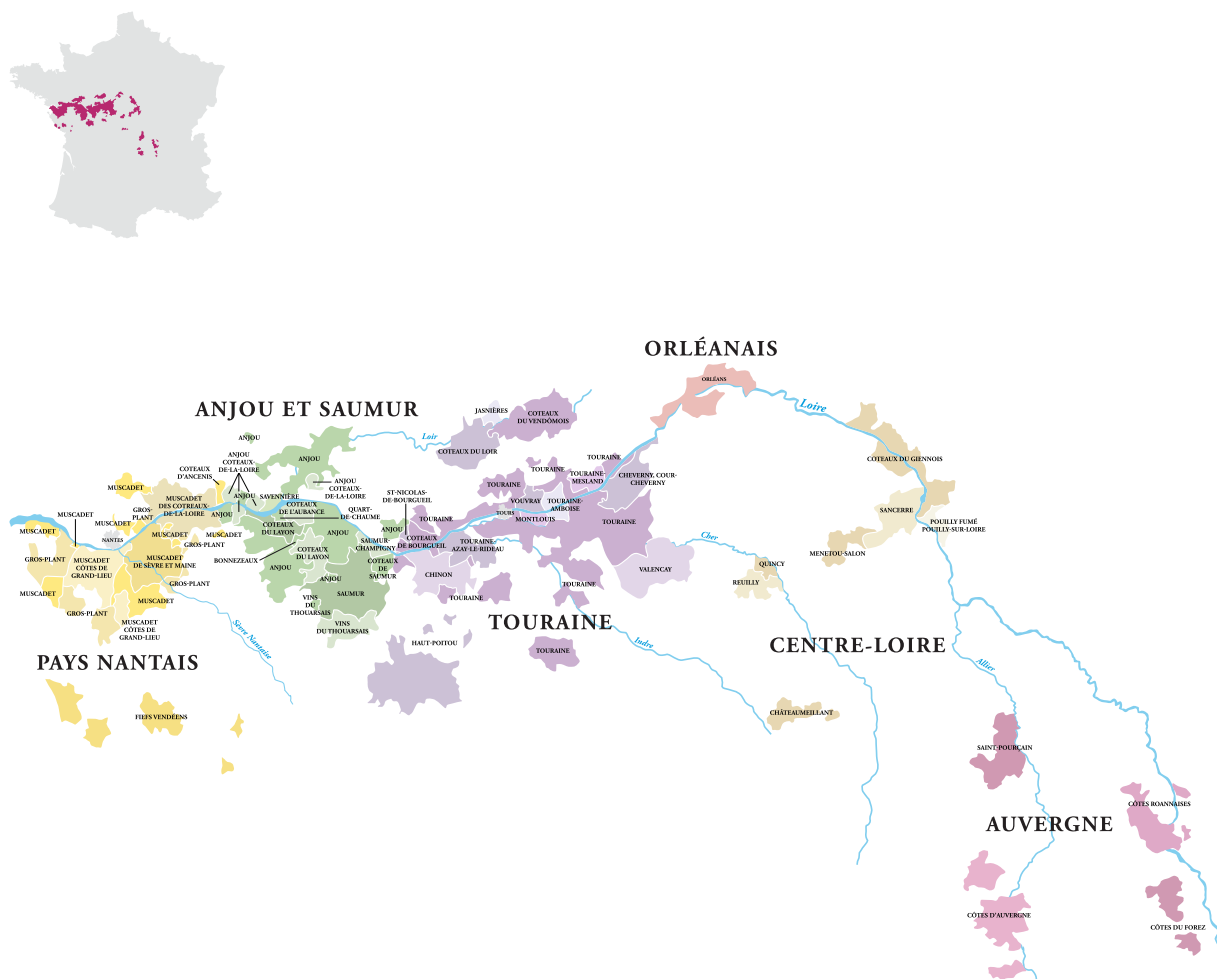 ORLÉANAIS
ORLÉANS
Loire
ANJOU ET SAUMUR
JASNIÈRES
COTEAUX
DU VENDÔMOIS
Loir
COTEAUX DU LOIR
ANJOU
ANJOU
COTEAUX-
DE-LA-LOIRE
ANJOU
COTEAUX
D'ANCENIS
ANJOU
COTEAUX-
DE-LA-LOIRE
ANJOU
SAVENNIÈRE
ANJOU
COTEAUX
DE L'AUBANCE
QUART-
DE-CHAUME
COTEAUX
DU LAYON
ANJOU
BONNEZEAUX
COTEAUX
DU LAYON
ANJOU
ANJOU
ANJOU
SAUMUR-
CHAMPIGNY
COTEAUX
DE
SAUMUR
SAUMUR
VINS
DU
THOUARSAIS
VINS
DU THOUARSAIS
MUSCADET
MUSCADET
DES COTREAUX-
DE-LA-LOIRE
GROS-
PLANT
MUSCADET
MUSCADET
MUSCADET
NANTES
MUSCADET
MUSCADET
GROS-PLANT
GROS-PLANT
MUSCADET
CÔTES DE
GRAND-LIEU
MUSCADET
DE SÈVRE ET MAINE
GROS-PLANT
MUSCADET
MUSCADET
GROS-PLANT
MUSCADET
CÔTES DE
GRAND-LIEU
Sèvre Nantaise
PAYS NANTAIS
FIEFS VENDÉENS
ST-NICOLAS-
DE-BOURGUEIL
TOURAINE
COTEAUX
DE BOURGUEIL
TOURAINE
TOURAINE
TOURAINE-
MESLAND
TOURAINE
CHEVERNY, COUR-
CHEVERNY
VOUVRAY
TOURAINE-
AMBOISE
TOURS
MONTLOUIS
TOURAINE
TOURAINE-
AZAY-LE-RIDEAU
CHINON
TOURAINE
TOURAINE
VALENCAY
Cher
TOURAINE
TOURAINE
Indre
HAUT-POITOU
COTEAUX DU GIENNOIS
SANCERRE
POUILLY FUMÉ
POUILLY-SUR-LOIRE
MENETOU-SALON
QUINCY
REUILLY
CENTRE-LOIRE
CHÂTEAUMEILLANT
Allier
SAINT-POURÇAIN
CÔTES ROANNAISES
AUVERGNE
CÔTES D'AUVERGNE
CÔTES DU FOREZ